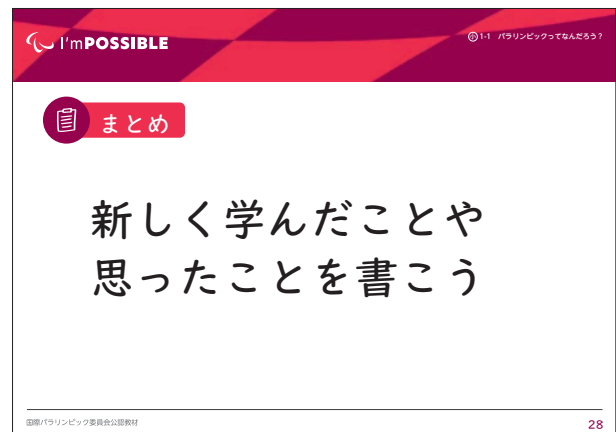 I'mPOSSIBLE
小 1-1 パラリンピックってなんだろう？
まとめ
新しく学んだことや
思ったことを書こう
国際パラリンピック委員会公認教材
28